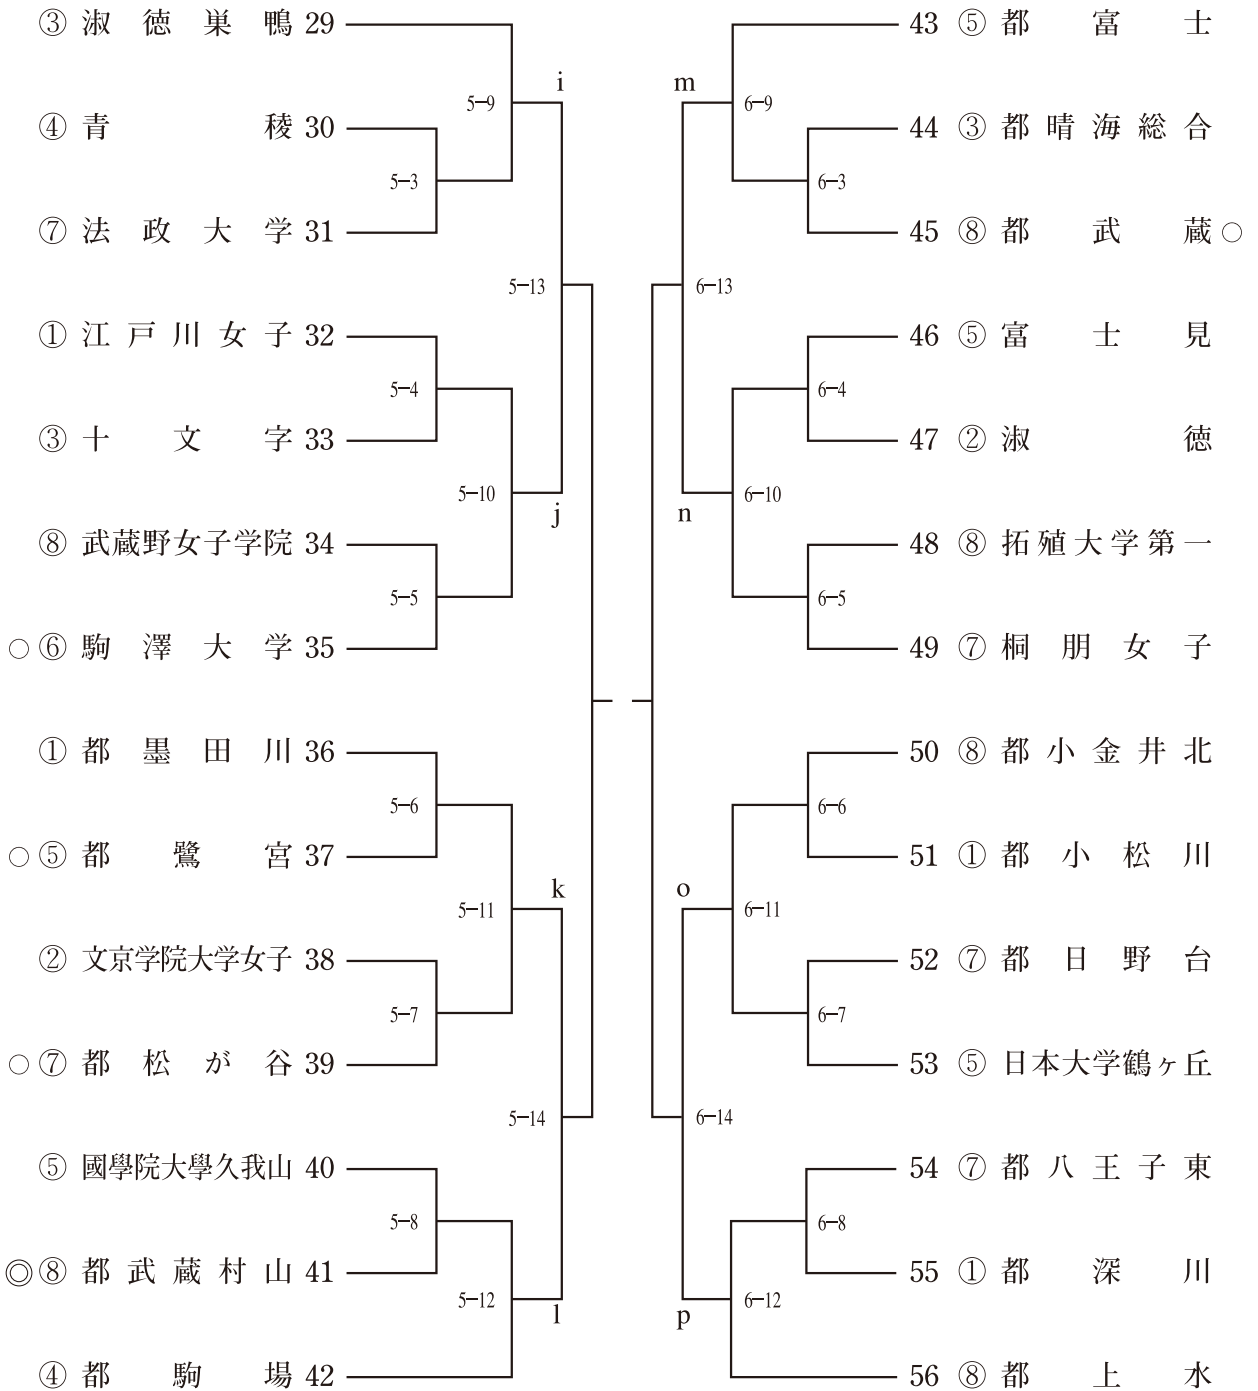 ③ 淑徳巣鴨 29
i
5-9
④ 青稜 30
5-3
⑦ 法政大学 31
5-13
① 江戸川女子 32
5-4
③ 十文字 33
5-10
j
⑧ 武蔵野女子学院 34
5-5
○ ⑥ 駒澤大学 35
① 都墨田川 36
5-6
○ ⑤ 都鷺宮 37
k
5-11
② 文京学院大学女子 38
5-7
○ ⑦ 都松が谷 39
5-14
⑤ 國學院大學久我山 40
5-8
◎ ⑧ 都武蔵村山 41
5-12
l
④ 都駒場 42
43 ⑤ 都富士
m
6-9
44 ③ 都晴海総合
6-3
45 ⑧ 都武蔵 ○
6-13
46 ⑤ 富士見
6-4
47 ② 淑徳
6-10
n
48 ⑧ 拓殖大学第一
6-5
49 ⑦ 桐朋女子
50 ⑧ 都小金井北
6-6
51 ① 都小松川
o
6-11
52 ⑦ 都日野台
6-7
53 ⑤ 日本大学鶴ヶ丘
6-14
54 ⑦ 都八王子東
6-8
55 ① 都深川
6-12
p
56 ⑧ 都上水